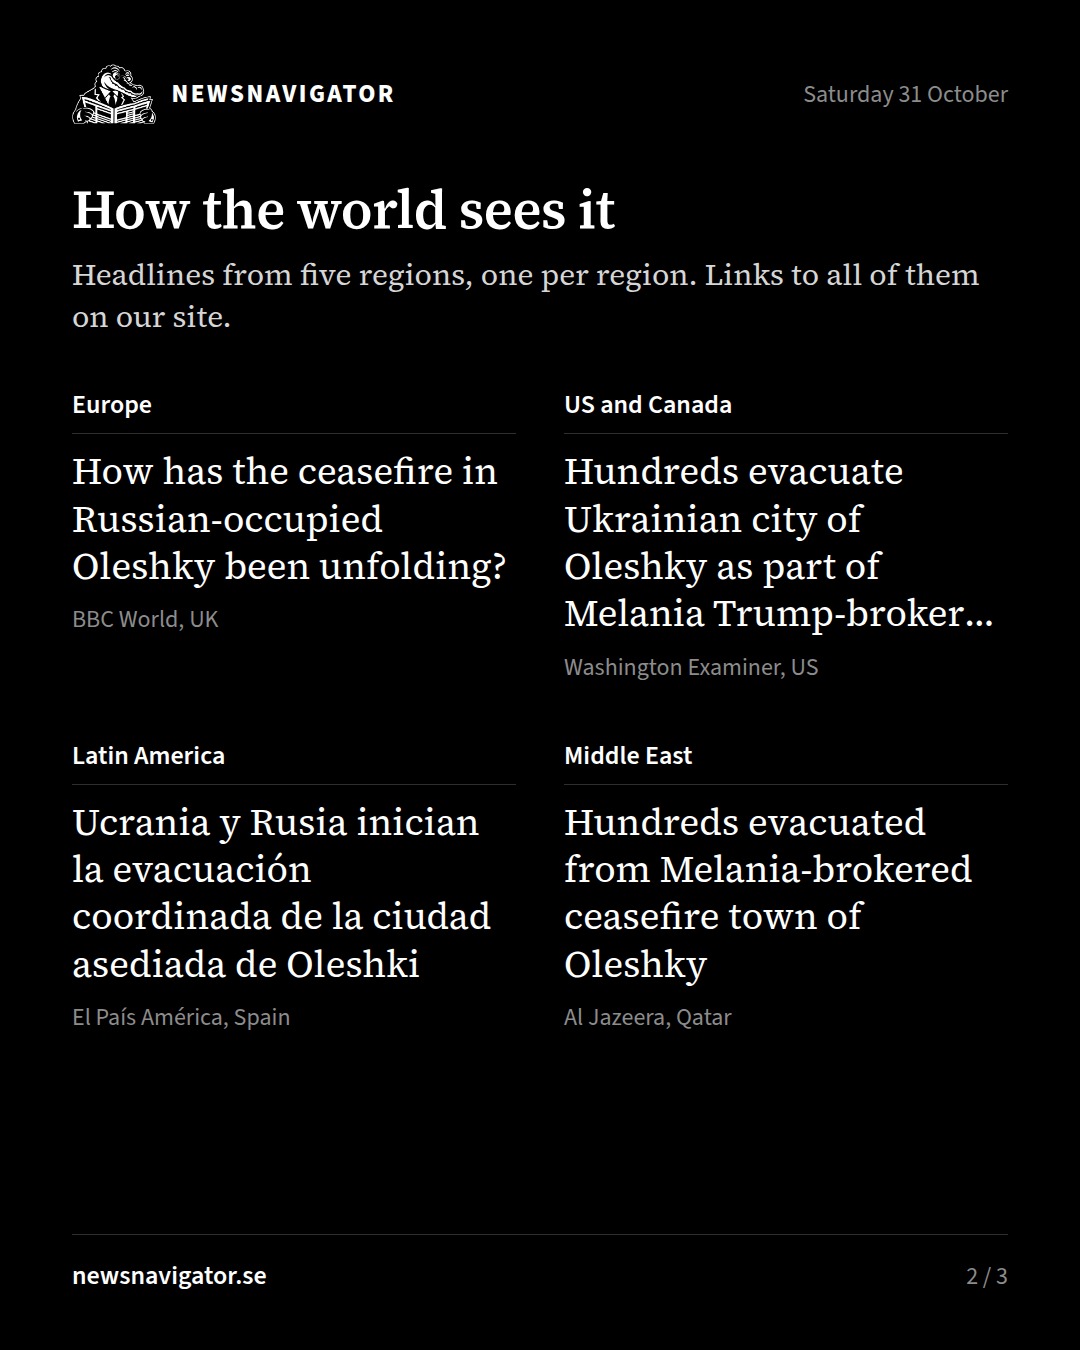 NEWSNAVIGATOR
Saturday 31 October
How the world sees it
Headlines from five regions, one per region. Links to all of them
on our site.
Europe
How has the ceasefire in
Russian-occupied
Oleshky been unfolding?
BBC World, UK
US and Canada
Hundreds evacuate
Ukrainian city of
Oleshky as part of
Melania Trump-broker...
Washington Examiner, US
Latin America
Ucrania y Rusia inician
la evacuación
coordinada de la ciudad
asediada de Oleshki
El País América, Spain
Middle East
Hundreds evacuated
from Melania-brokered
ceasefire town of
Oleshky
Al Jazeera, Qatar
newsnavigator.se
2 / 3